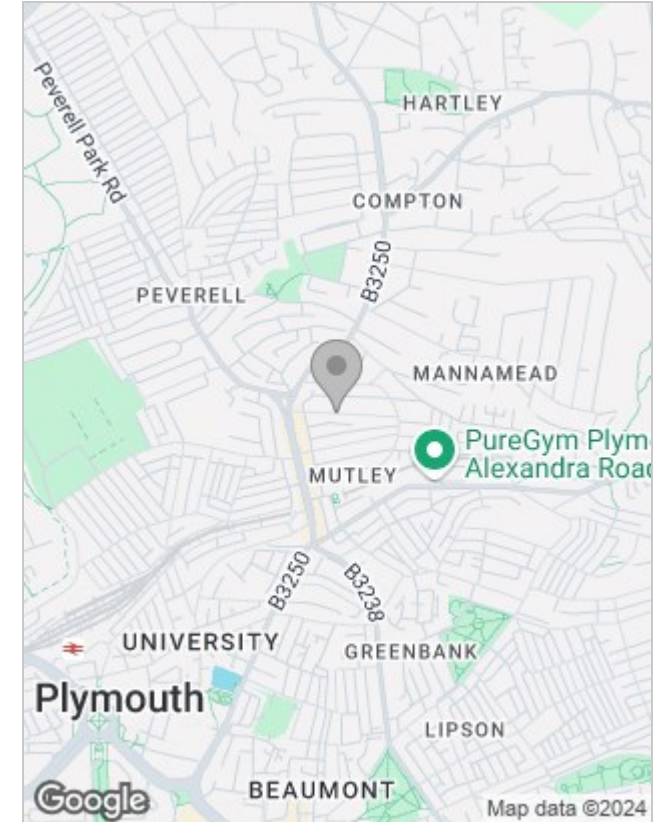 Peverell Park Rd
HARTLEY
COMPTON
B3250
PEVERELL
MANNAMEAD
PureGym Plym
Alexandra Road
MUTLEY
B3250
B3238
UNIVERSITY
GREENBANK
Plymouth
LIPSON
BEAUMONT
Google
Map data ©2024